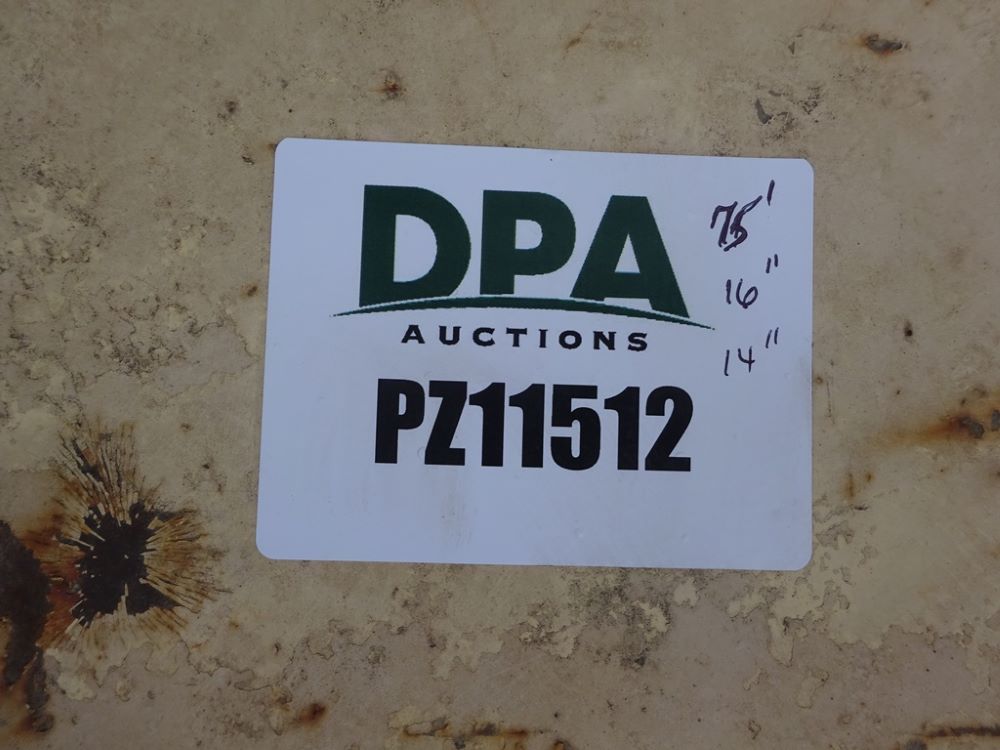 DPA
AUCTIONS
PZ11512
75'
16"
14"